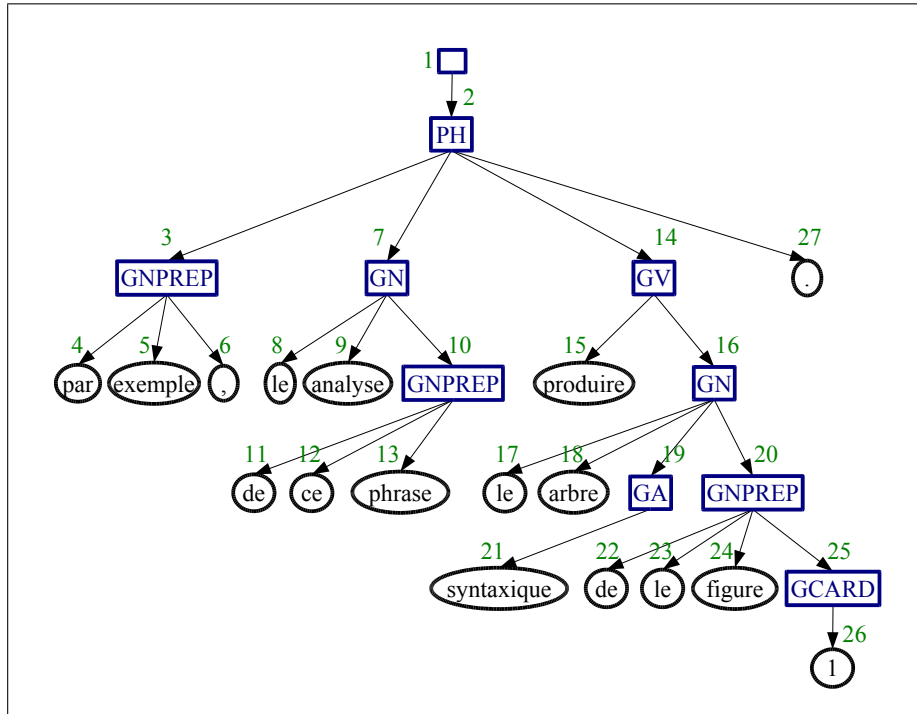 1
2
PH
3 7 14 27
GNPREP GN GV .
4 5 6 8 9 10 15 16
par exemple , le analyse GNPREP produire GN
11 12 13 17 18 19 20
de ce phrase le arbre GA GNPREP
21 22 23 24 25
syntaxique de le figure GCARD
26
1